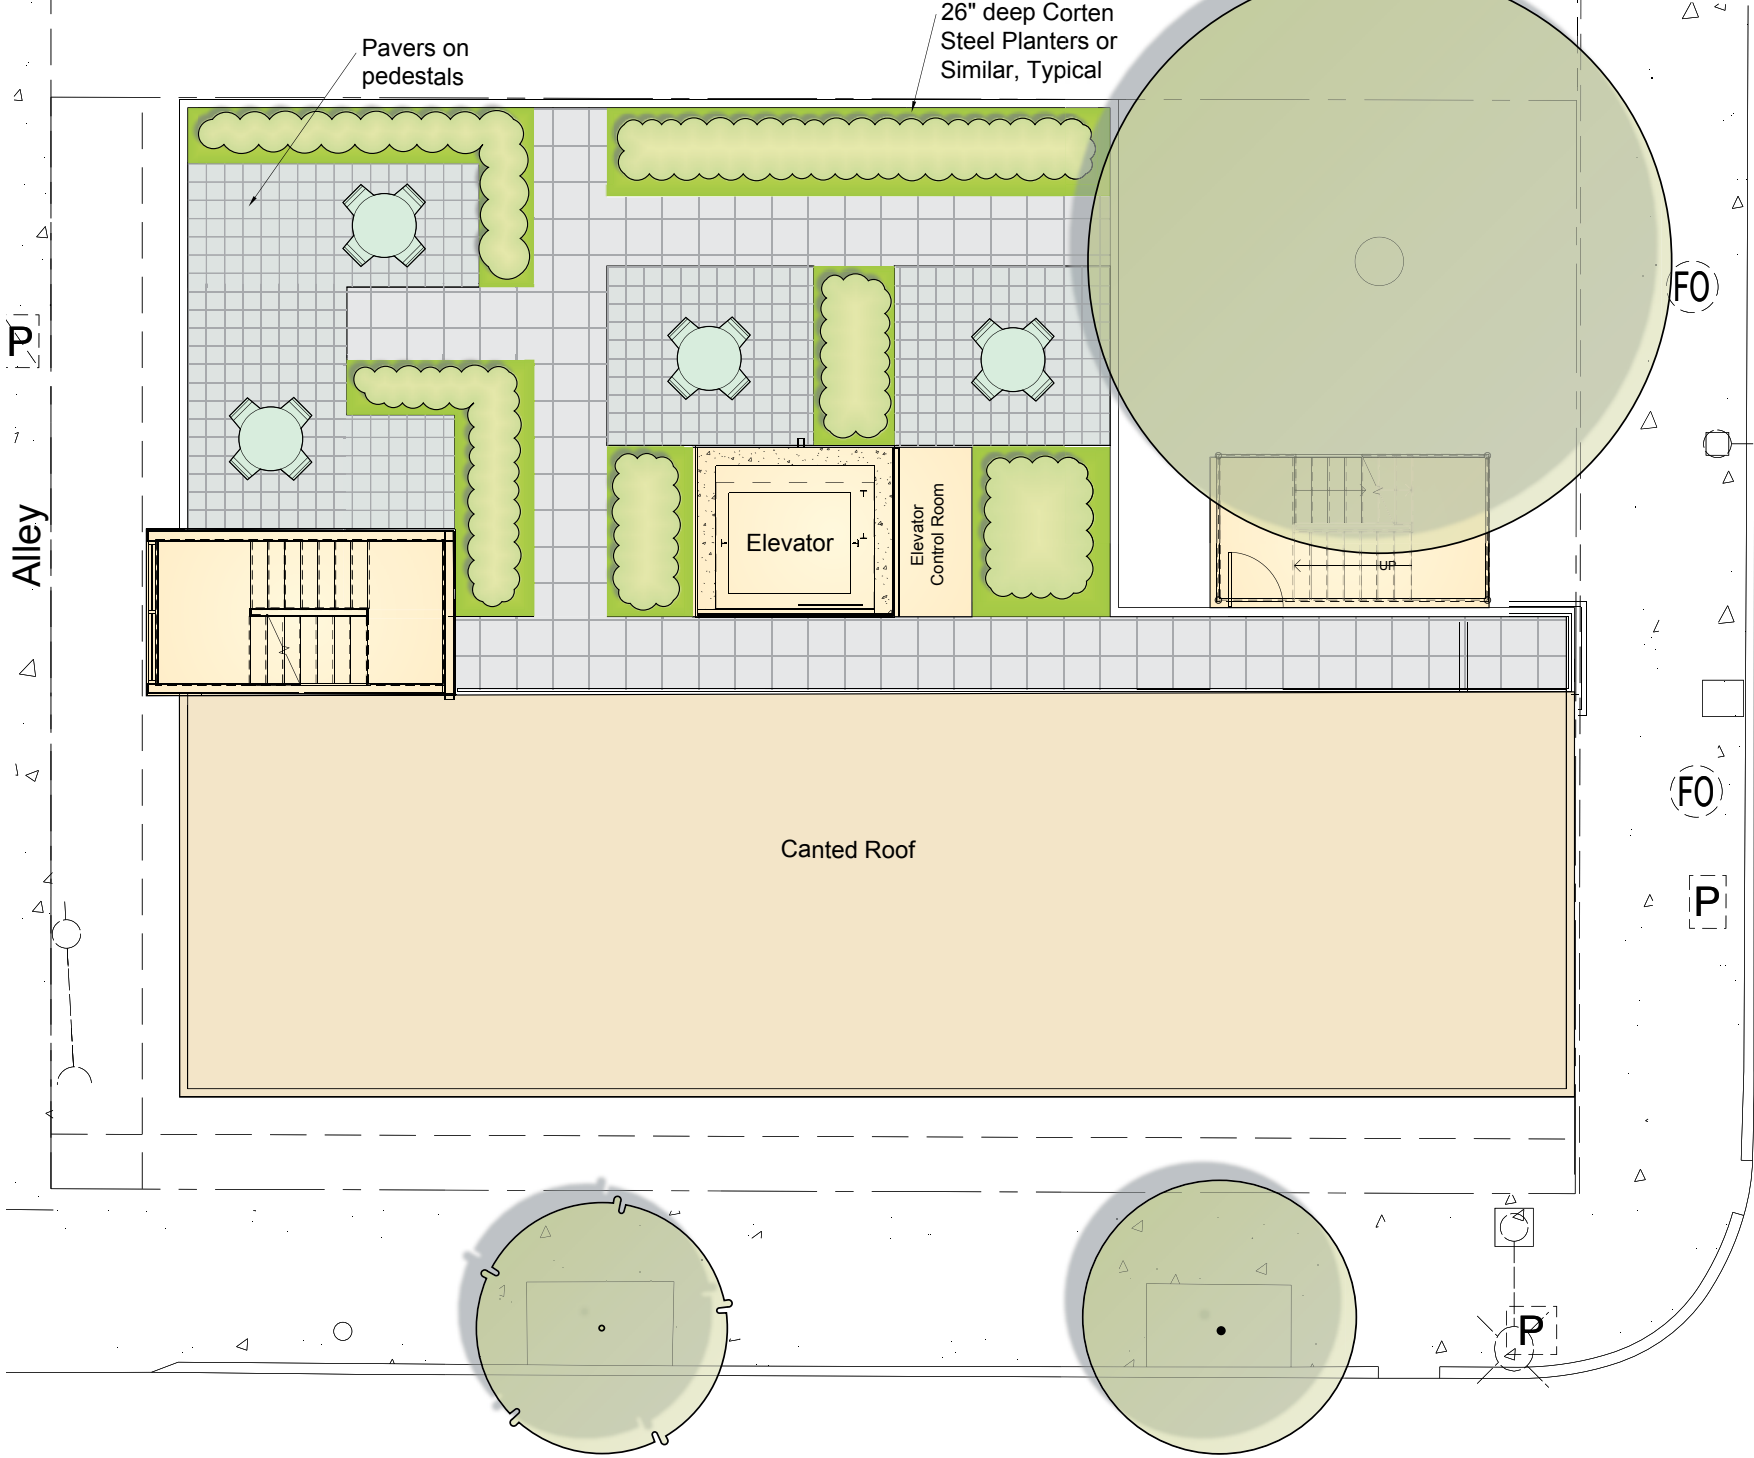 26" deep Corten
Steel Planters or
Similar, Typical
Pavers on
pedestals
FO
P
Alley
Elevator
Elevator
Control Room
UP
FO
Canted Roof
P
P